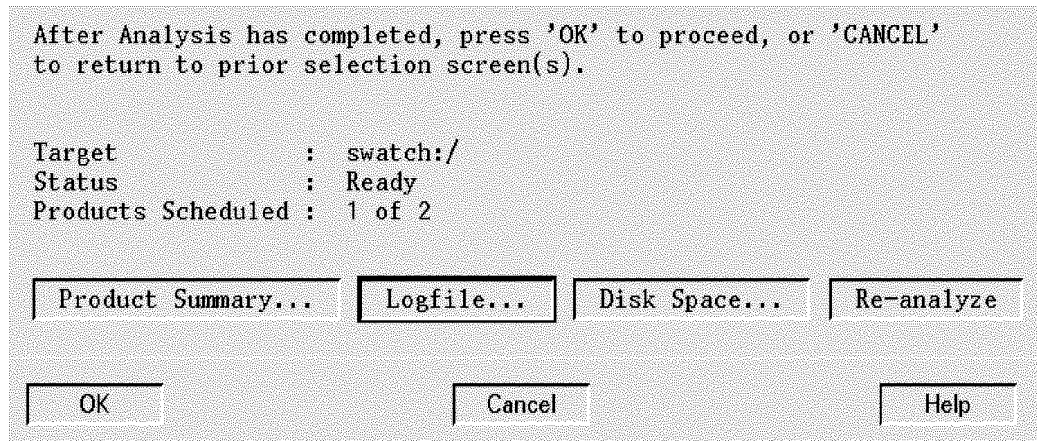 After Analysis has completed, press 'OK' to proceed, or 'CANCEL'
to return to prior selection screen(s).
Target : swatch:/
Status : Ready
Products Scheduled : 1 of 2
Product Summary... Logfile... Disk Space... Re-analyze
OK Cancel Help